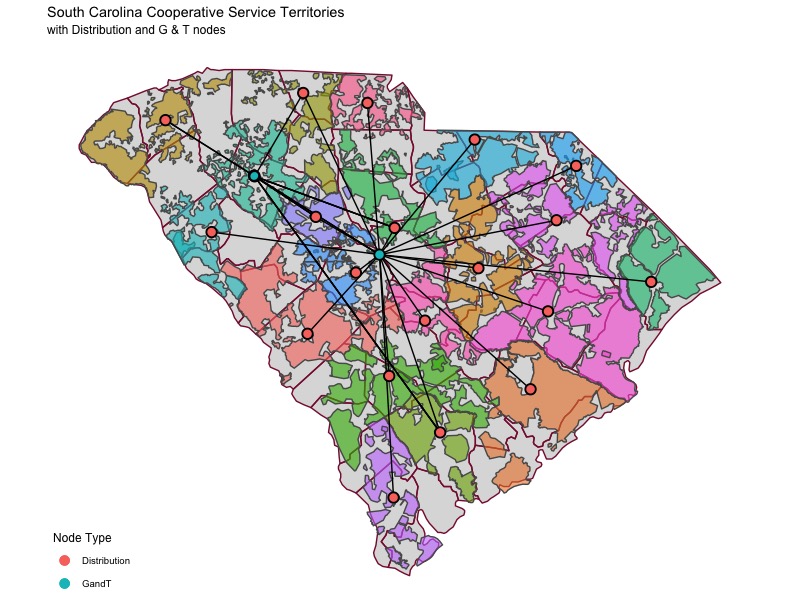 South Carolina Cooperative Service Territories
with Distribution and G & T nodes
Node Type
Distribution
GandT